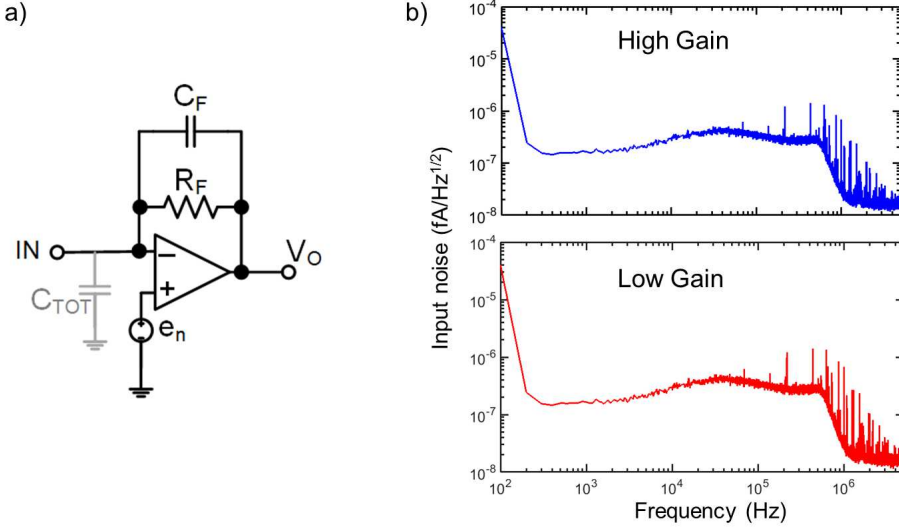 a)
C_F
R_F
IN
−
+
V_O
C_TOT
e_n
b)
High Gain
10^-4
10^-5
10^-6
10^-7
10^-8
Input noise (fA/Hz^1/2)
Low Gain
10^-4
10^-5
10^-6
10^-7
10^-8
10^2 10^3 10^4 10^5 10^6
Frequency (Hz)